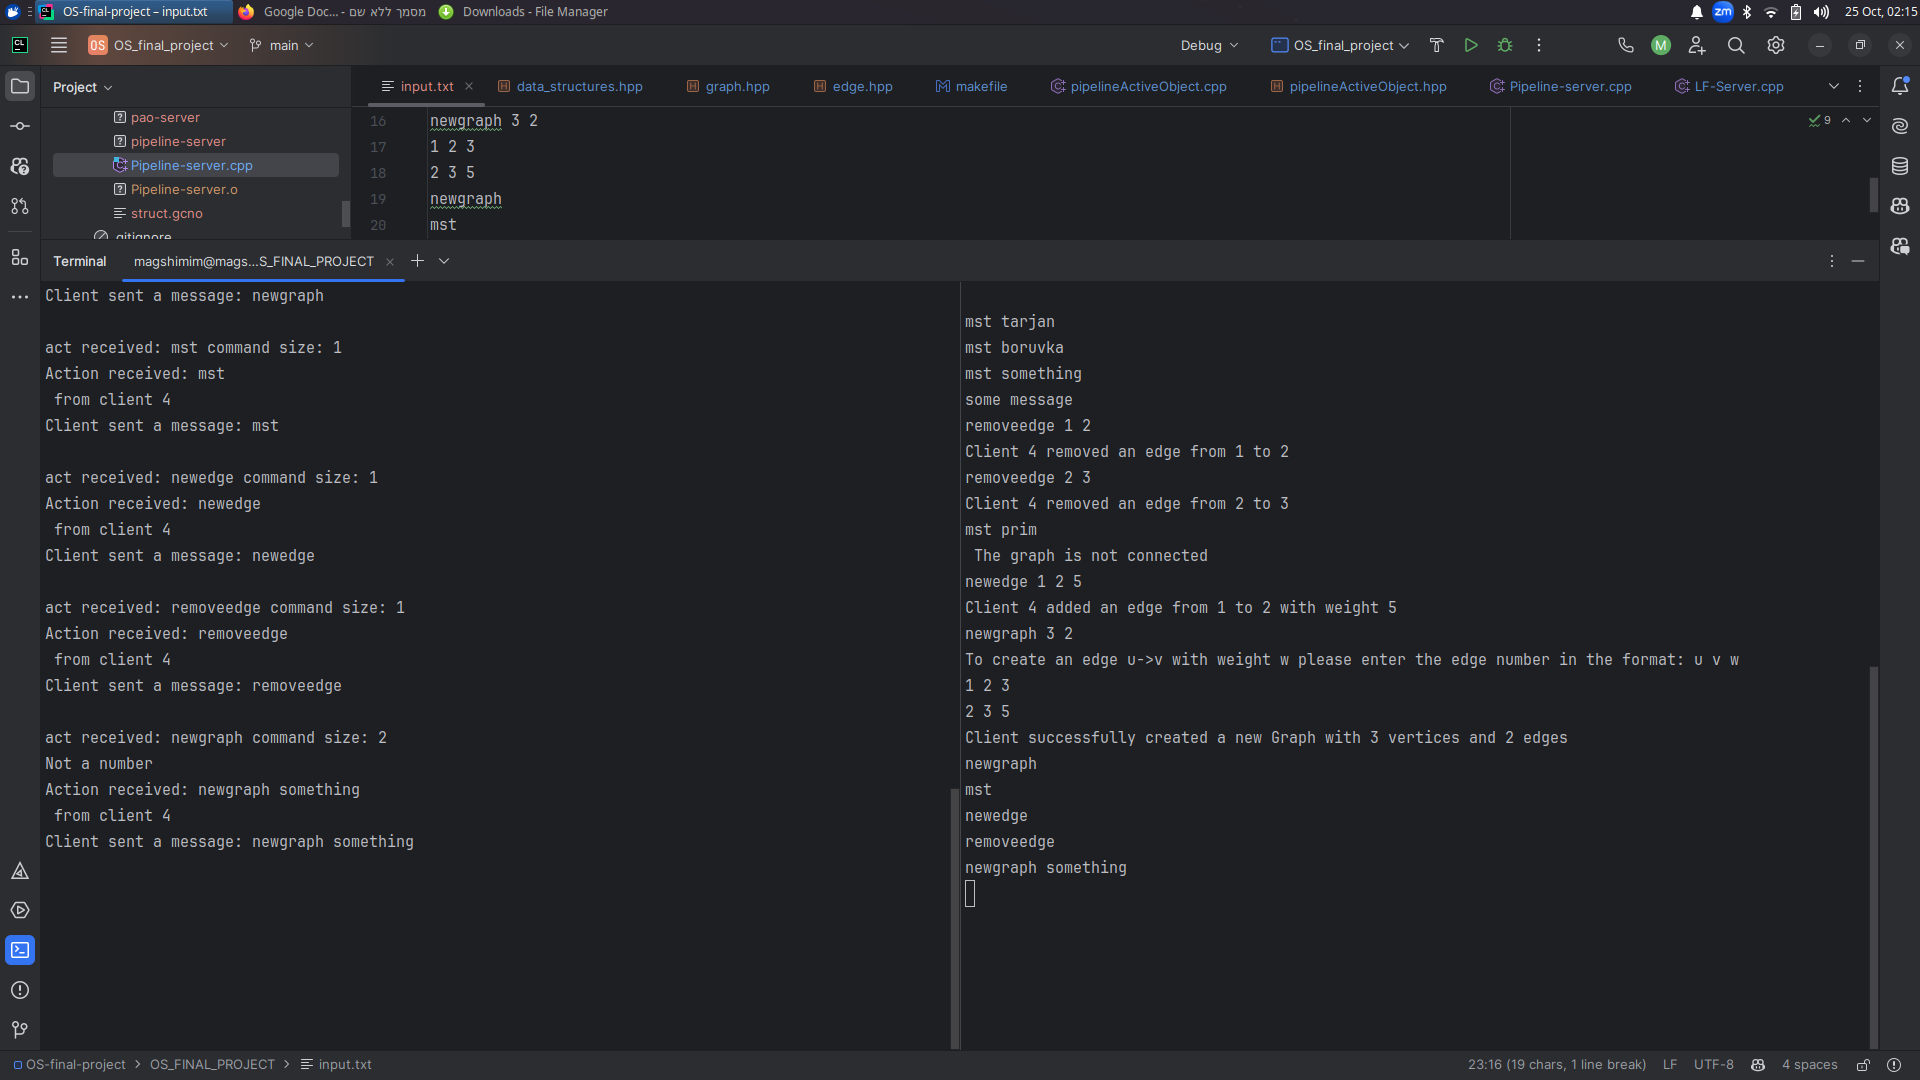 OS-final-project – input.txt
Google Doc... - מסמך ללא שם
Downloads - File Manager
zm
25 Oct, 02:15
CL
OS
OS_final_project
main
Debug
OS_final_project
M
Project
input.txt
data_structures.hpp
graph.hpp
edge.hpp
makefile
pipelineActiveObject.cpp
pipelineActiveObject.hpp
Pipeline-server.cpp
LF-Server.cpp
pao-server
pipeline-server
Pipeline-server.cpp
Pipeline-server.o
struct.gcno
.gitignore
16 newgraph 3 2
17 1 2 3
18 2 3 5
19 newgraph
20 mst
9
Terminal
magshimim@mags...S_FINAL_PROJECT
Client sent a message: newgraph
act received: mst command size: 1
Action received: mst
from client 4
Client sent a message: mst
act received: newedge command size: 1
Action received: newedge
from client 4
Client sent a message: newedge
act received: removeedge command size: 1
Action received: removeedge
from client 4
Client sent a message: removeedge
act received: newgraph command size: 2
Not a number
Action received: newgraph something
from client 4
Client sent a message: newgraph something
mst tarjan
mst boruvka
mst something
some message
removeedge 1 2
Client 4 removed an edge from 1 to 2
removeedge 2 3
Client 4 removed an edge from 2 to 3
mst prim
The graph is not connected
newedge 1 2 5
Client 4 added an edge from 1 to 2 with weight 5
newgraph 3 2
To create an edge u->v with weight w please enter the edge number in the format: u v w
1 2 3
2 3 5
Client successfully created a new Graph with 3 vertices and 2 edges
newgraph
mst
newedge
removeedge
newgraph something
OS-final-project > OS_FINAL_PROJECT > input.txt
23:16 (19 chars, 1 line break)
LF
UTF-8
4 spaces